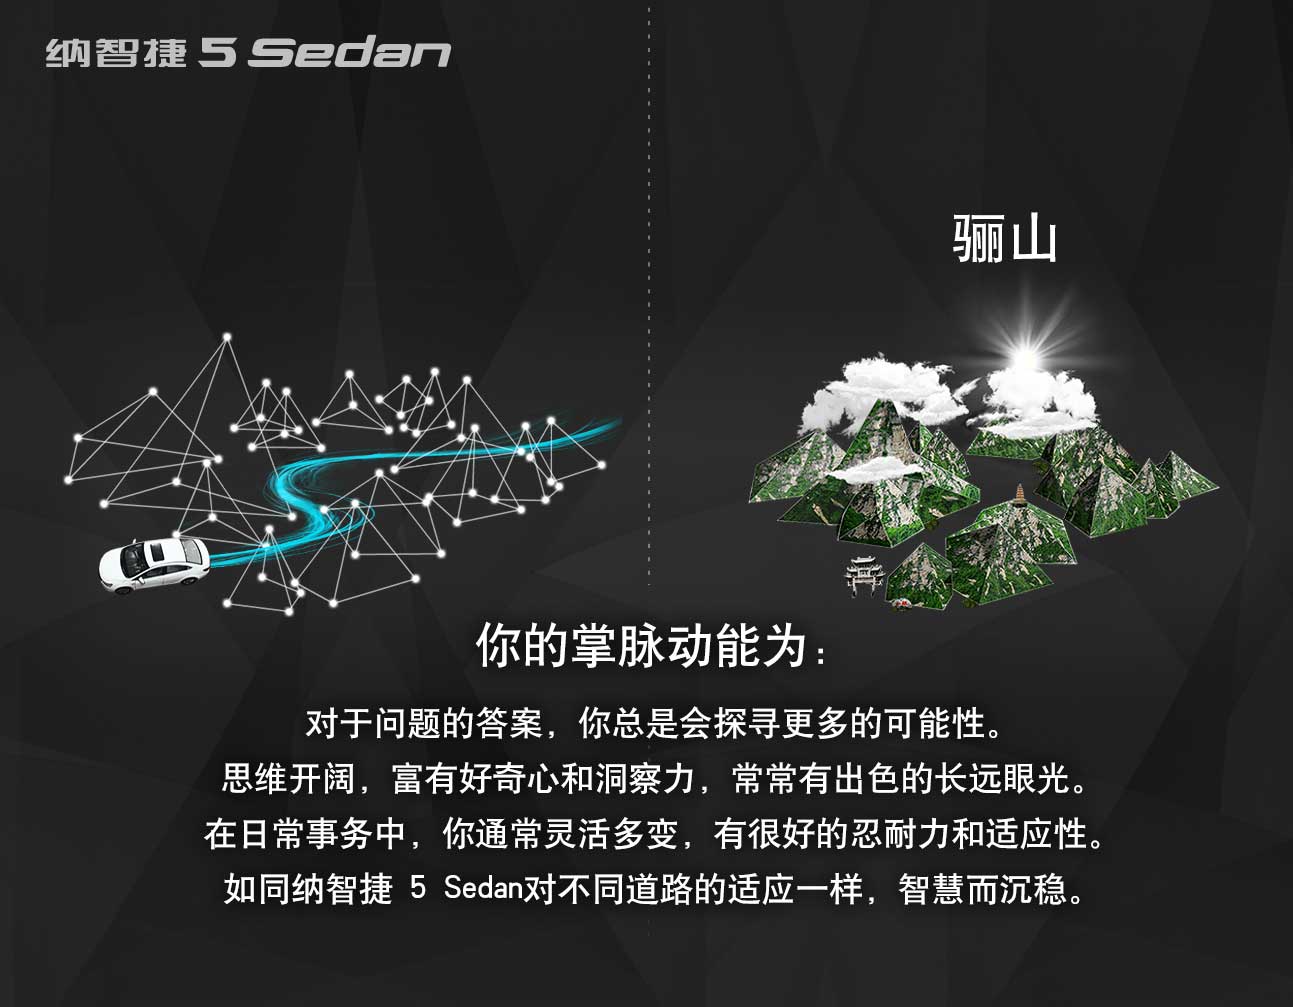 纳智捷 5 Sedan
骊山
你的掌脉动能为：
对于问题的答案，你总是会探寻更多的可能性。
思维开阔，富有好奇心和洞察力，常常有出色的长远眼光。
在日常事务中，你通常灵活多变，有很好的忍耐力和适应性。
如同纳智捷 5 Sedan对不同道路的适应一样，智慧而沉稳。